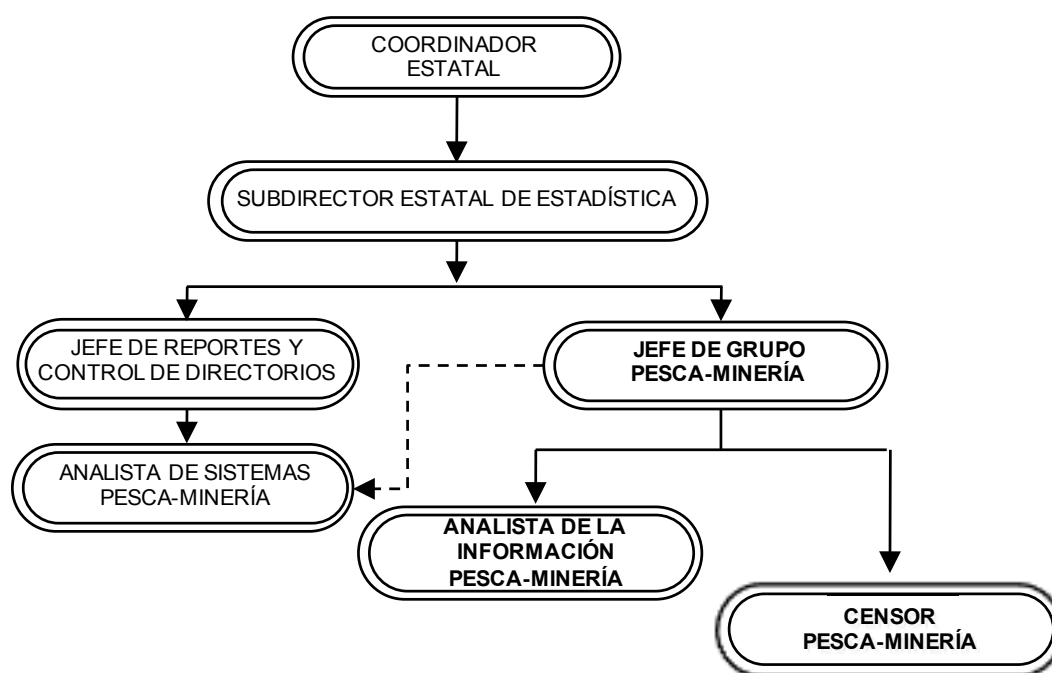 COORDINADOR
ESTATAL
SUBDIRECTOR ESTATAL DE ESTADÍSTICA
JEFE DE REPORTES Y
CONTROL DE DIRECTORIOS
JEFE DE GRUPO
PESCA-MINERÍA
ANALISTA DE SISTEMAS
PESCA-MINERÍA
ANALISTA DE LA
INFORMACIÓN
PESCA-MINERÍA
CENSOR
PESCA-MINERÍA